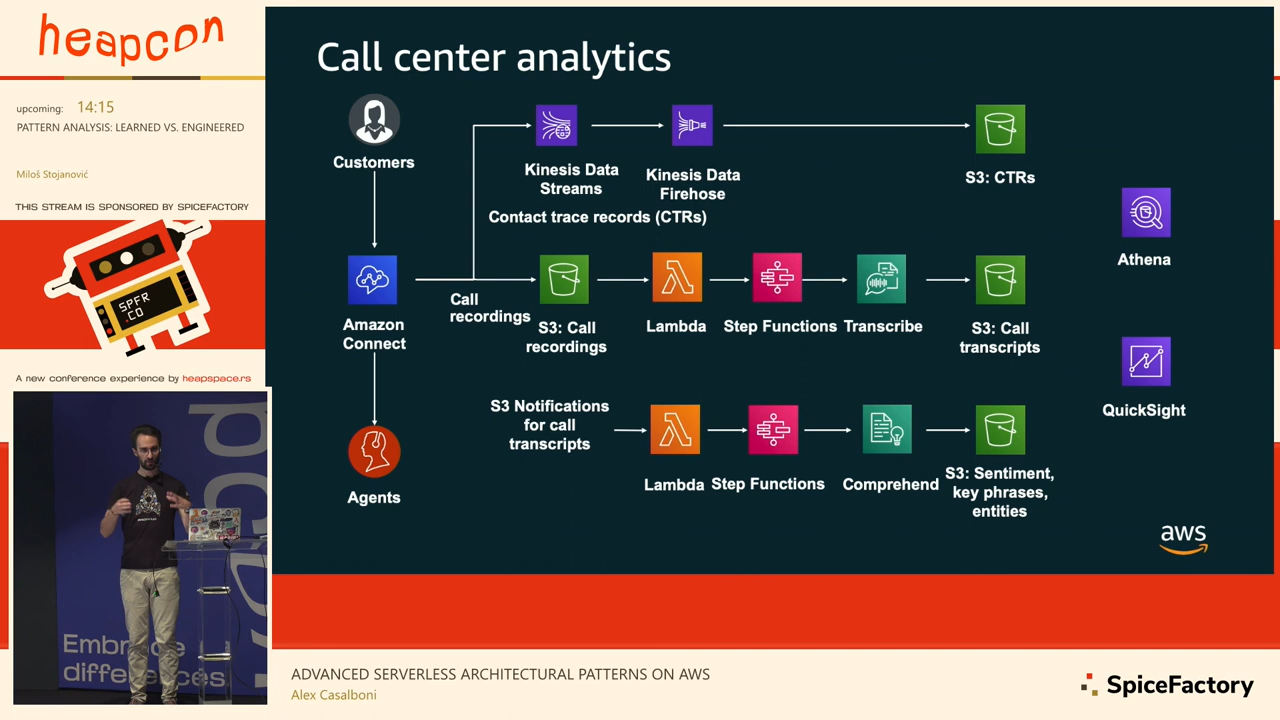 heapcon
upcoming: 14:15
PATTERN ANALYSIS: LEARNED VS. ENGINEERED
Miloš Stojanović
THIS STREAM IS SPONSORED BY SPICEFACTORY
SPFR
.CO
A new conference experience by heapspace.rs
Call center analytics
Customers
Kinesis Data
Streams
Kinesis Data
Firehose
S3: CTRs
Contact trace records (CTRs)
Athena
Amazon
Connect
Call
recordings
S3: Call
recordings
Lambda
Step Functions
Transcribe
S3: Call
transcripts
QuickSight
Agents
S3 Notifications
for call
transcripts
Lambda
Step Functions
Comprehend
S3: Sentiment,
key phrases,
entities
aws
ADVANCED SERVERLESS ARCHITECTURAL PATTERNS ON AWS
Alex Casalboni
SpiceFactory